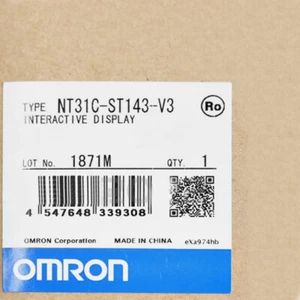 TYPE NT31C-ST143-V3 Ro
INTERACTIVE DISPLAY
LOT No. 1871M QTY. 1
4 547648 339308
OMRON Corporation MADE IN CHINA eXa974hb
OMRON